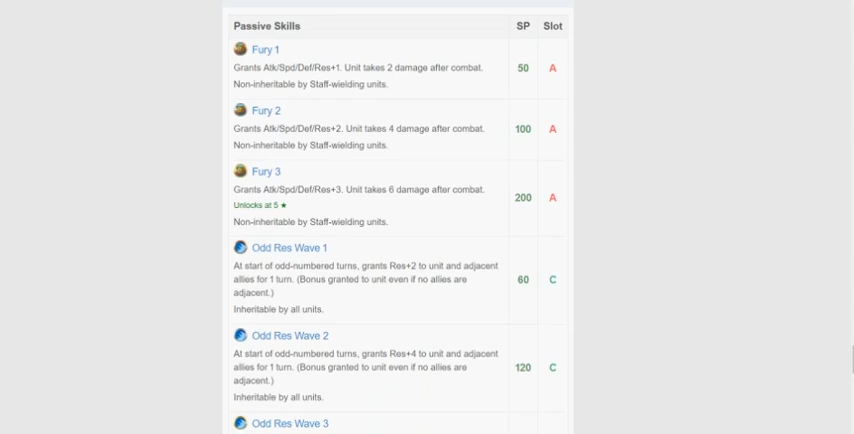 Passive Skills SP Slot
Fury 1
Grants Atk/Spd/Def/Res+1. Unit takes 2 damage after combat.
50 A
Non-inheritable by Staff-wielding units.
Fury 2
Grants Atk/Spd/Def/Res+2. Unit takes 4 damage after combat.
100 A
Non-inheritable by Staff-wielding units.
Fury 3
Grants Atk/Spd/Def/Res+3. Unit takes 6 damage after combat.
200 A
Unlocks at 5 ★
Non-inheritable by Staff-wielding units.
Odd Res Wave 1
At start of odd-numbered turns, grants Res+2 to unit and adjacent
allies for 1 turn. (Bonus granted to unit even if no allies are
60 C
adjacent.)
Inheritable by all units.
Odd Res Wave 2
At start of odd-numbered turns, grants Res+4 to unit and adjacent
allies for 1 turn. (Bonus granted to unit even if no allies are
120 C
adjacent.)
Inheritable by all units.
Odd Res Wave 3